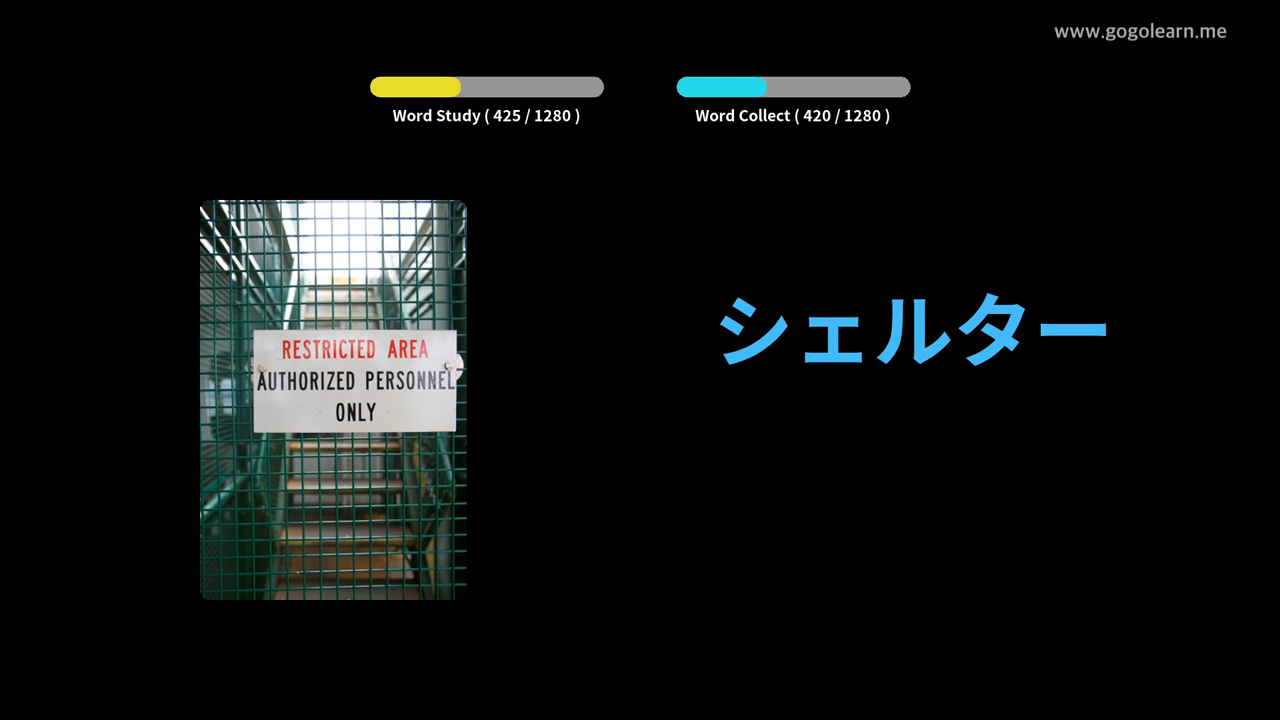 www.gogolearn.me
Word Study ( 425 / 1280 )
Word Collect ( 420 / 1280 )
RESTRICTED AREA
AUTHORIZED PERSONNEL
ONLY
シェルター